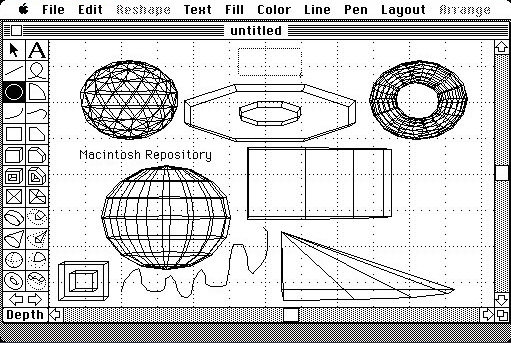 File Edit Reshape Text Fill Color Line Pen Layout Arrange
untitled
A
Macintosh Repository
Depth